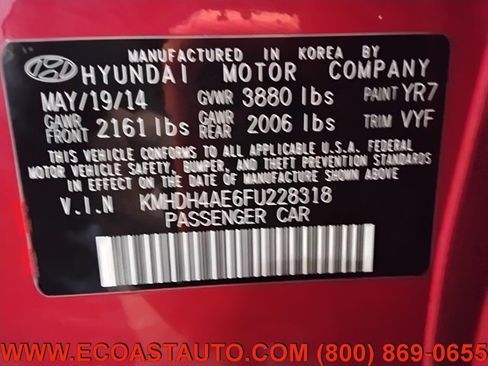 MANUFACTURED IN KOREA BY
HYUNDAI MOTOR COMPANY
MAY/19/14 GVWR 3880 lbs PAINT YR7
GAWR FRONT 2161 lbs GAWR REAR 2006 lbs TRIM VYF
THIS VEHICLE CONFORMS TO ALL APPLICABLE U.S.A. FEDERAL
MOTOR VEHICLE SAFETY, BUMPER, AND THEFT PREVENTION STANDARDS
IN EFFECT ON THE DATE OF MANUFACTURE SHOWN ABOVE.
V.I.N KMHDH4AE6FU228318
PASSENGER CAR
WWW.ECOASTAUTO.COM (800) 869-0655